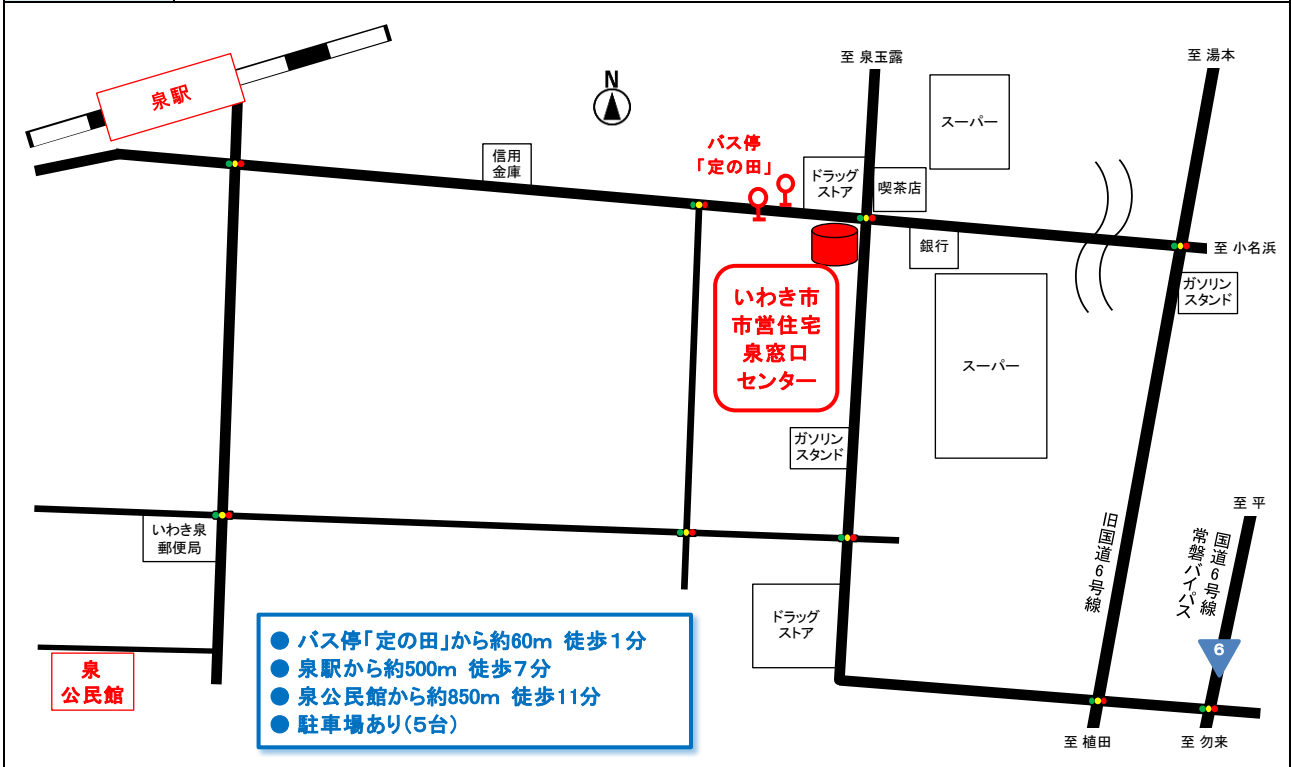 至 泉玉露
至 湯本
泉駅
N
スーパー
バス停
「定の田」
信用
金庫
ドラッグ
ストア
喫茶店
銀行
至 小名浜
ガソリン
スタンド
いわき市
市営住宅
泉窓口
センター
スーパー
ガソリン
スタンド
至 平
旧国道6号線
国道6号線
常磐バイパス
いわき泉
郵便局
ドラッグ
ストア
6
泉
公民館
● バス停「定の田」から約60m 徒歩1分
● 泉駅から約500m 徒歩7分
● 泉公民館から約850m 徒歩11分
● 駐車場あり(5台)
至 植田
至 勿来